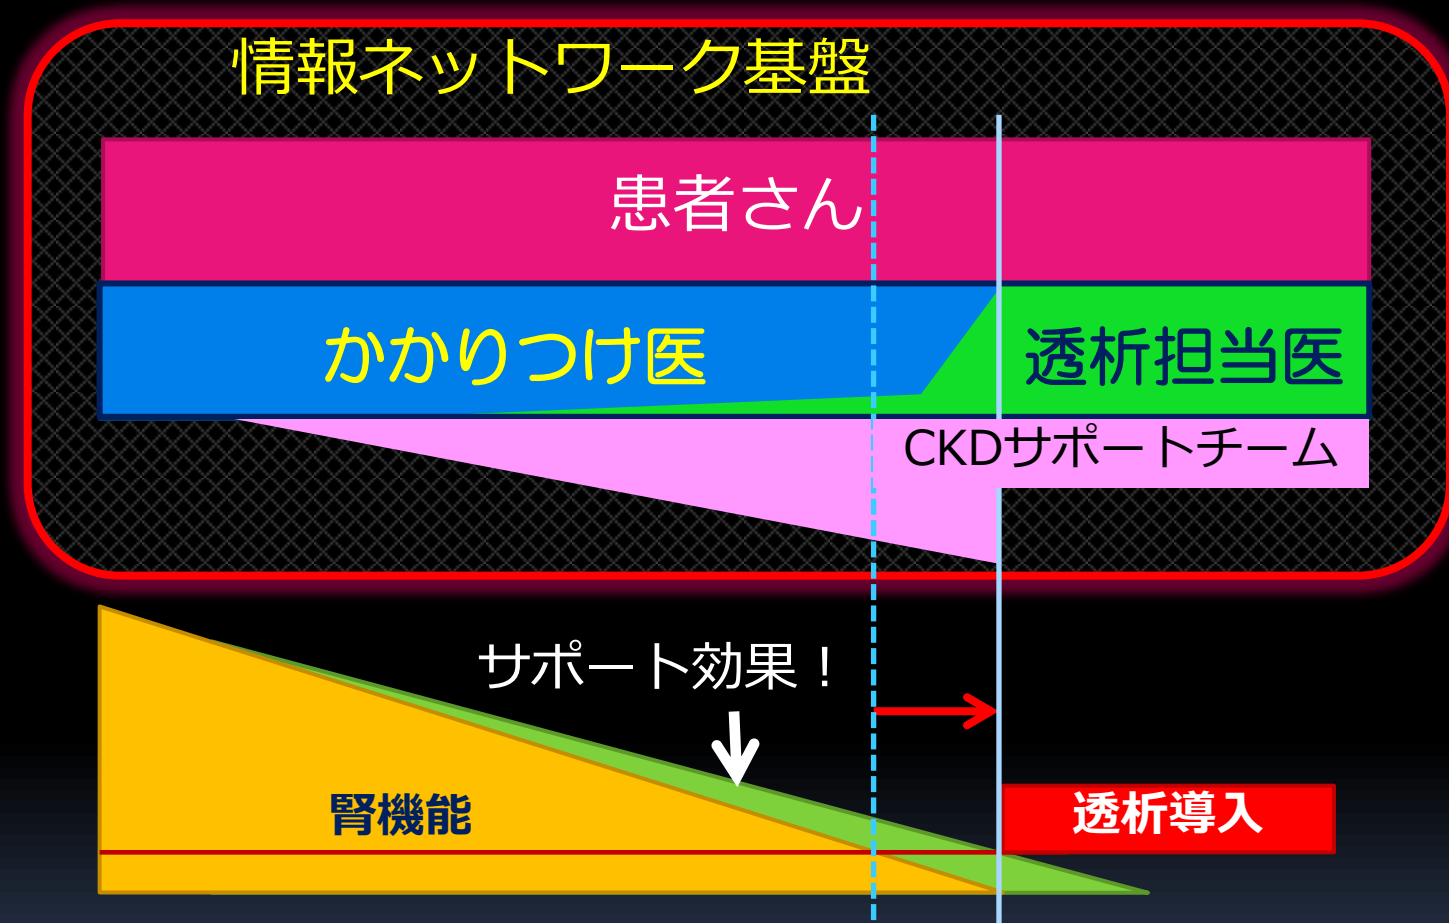 情報ネットワーク基盤
患者さん
かかりつけ医
透析担当医
CKDサポートチーム
サポート効果！
腎機能
透析導入